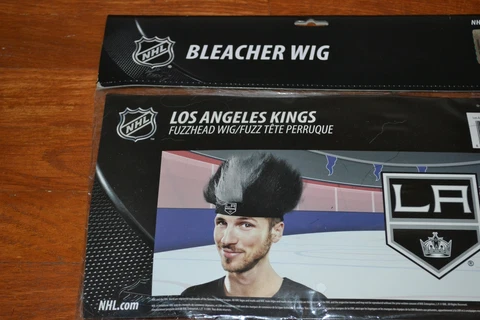 NHL
BLEACHER WIG
NHL
LOS ANGELES KINGS
FUZZHEAD WIG/FUZZ TÊTE PERRUQUE
LA
NHL.com